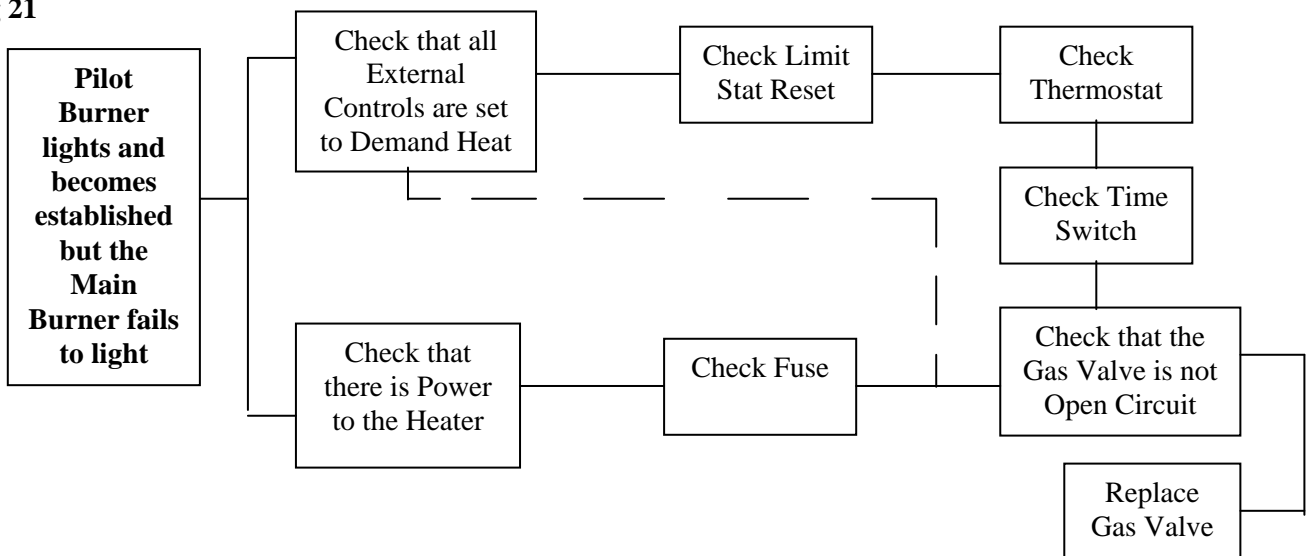 21
Pilot
Burner
lights and
becomes
established
but the
Main
Burner fails
to light
Check that all
External
Controls are set
to Demand Heat
Check Limit
Stat Reset
Check
Thermostat
Check Time
Switch
Check that
there is Power
to the Heater
Check Fuse
Check that the
Gas Valve is not
Open Circuit
Replace
Gas Valve